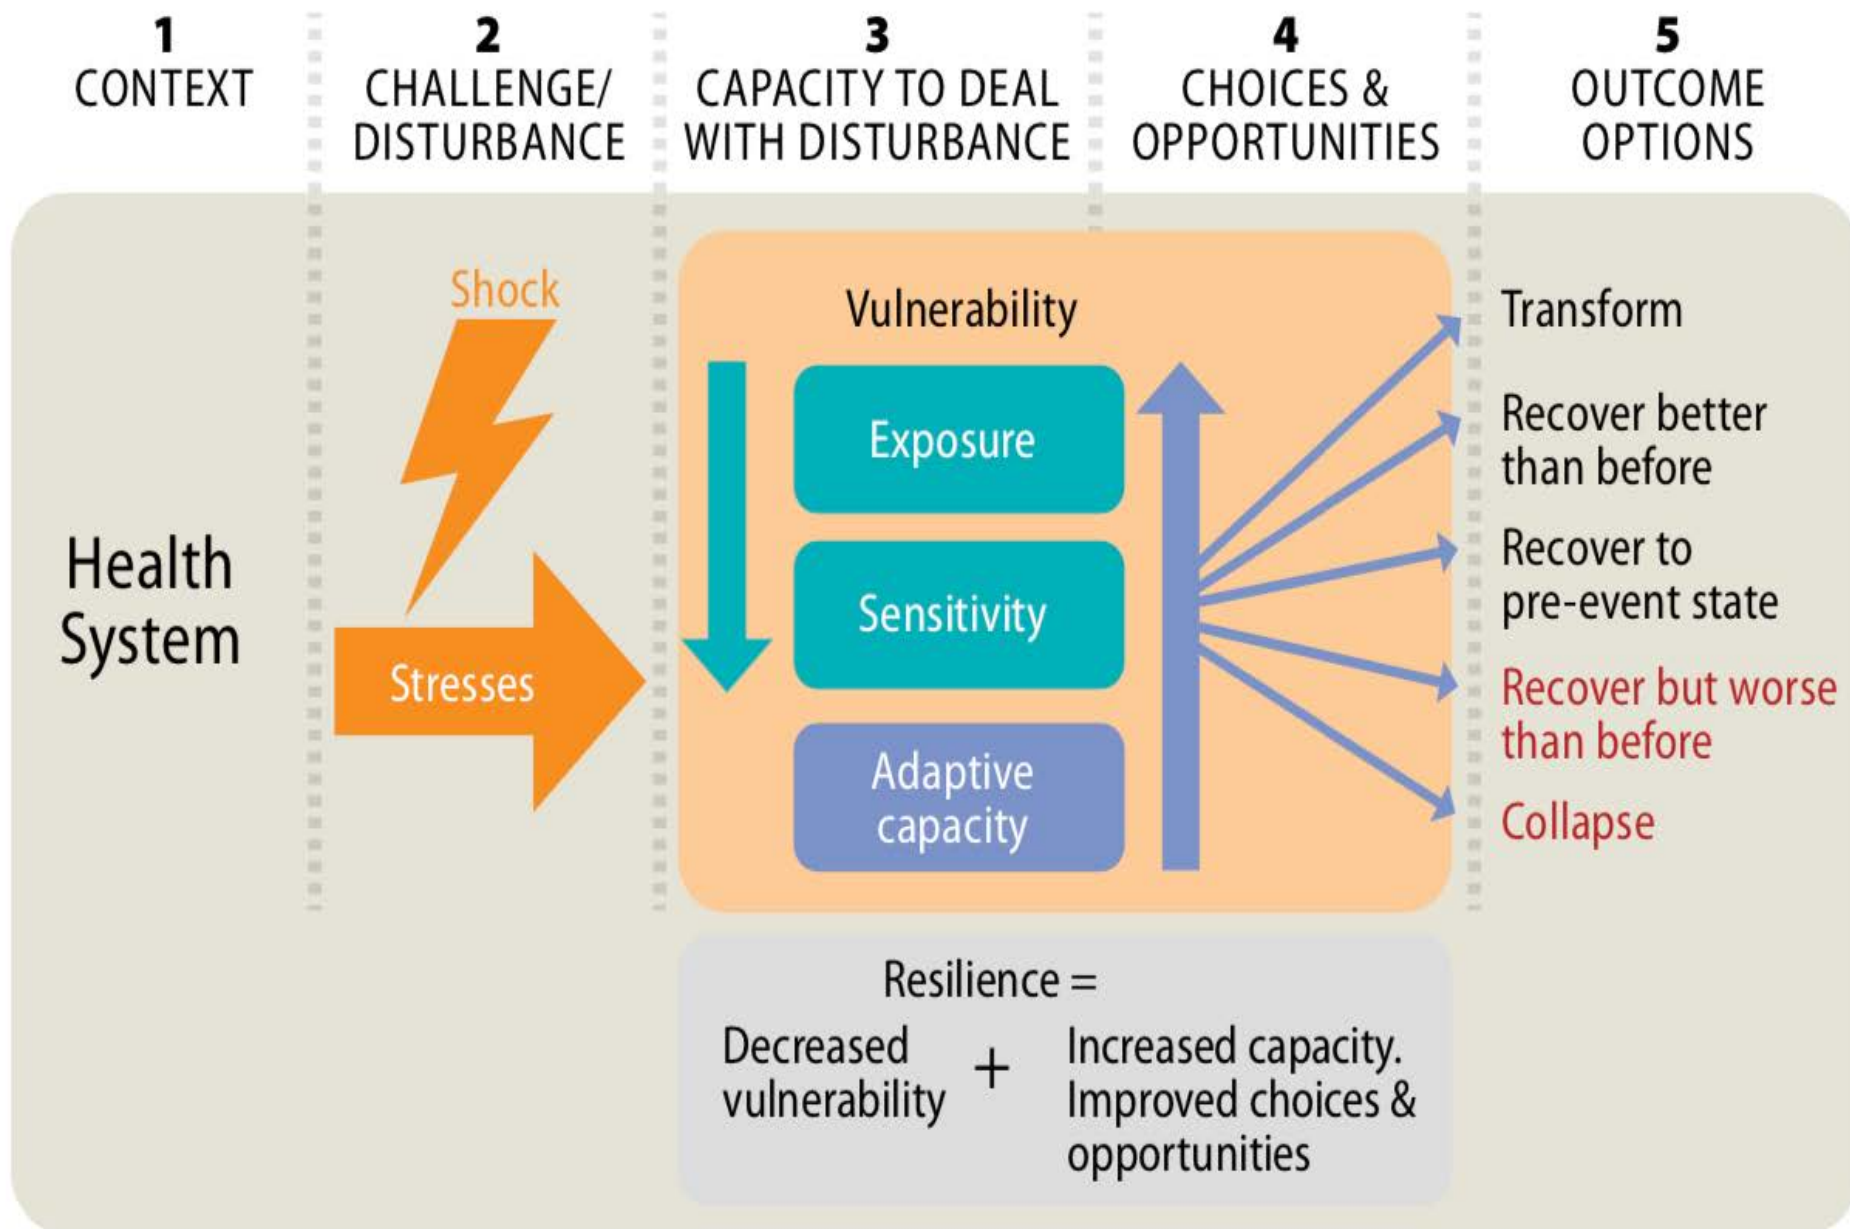 1
CONTEXT
2
CHALLENGE/
DISTURBANCE
3
CAPACITY TO DEAL
WITH DISTURBANCE
4
CHOICES &
OPPORTUNITIES
5
OUTCOME
OPTIONS
Health
System
Shock
Stresses
Vulnerability
Exposure
Sensitivity
Adaptive
capacity
Transform
Recover better
than before
Recover to
pre-event state
Recover but worse
than before
Collapse
Resilience =
Decreased
vulnerability
+
Increased capacity.
Improved choices &
opportunities